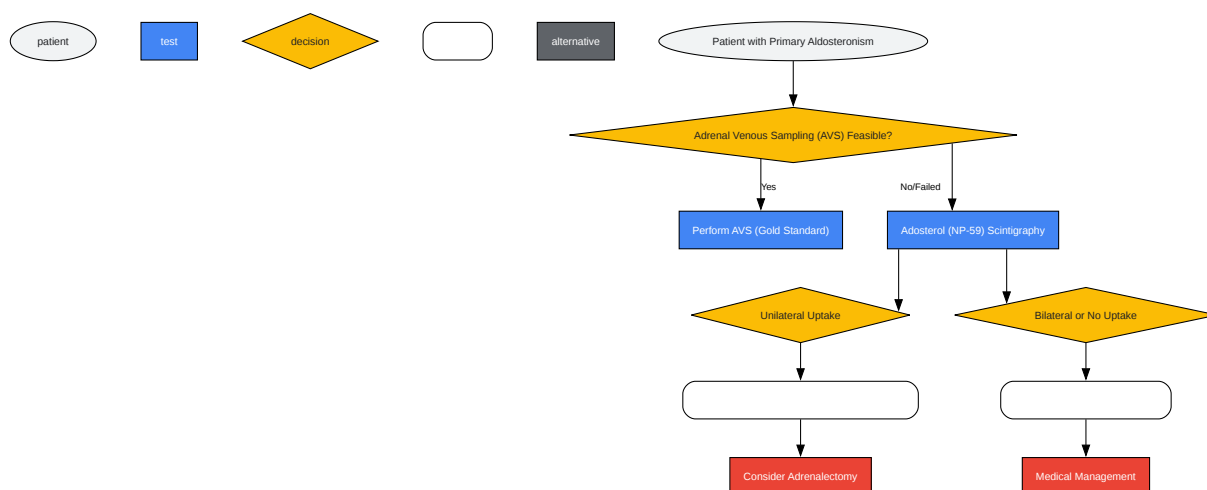 patient
test
decision
alternative
Patient with Primary Aldosteronism
Adrenal Venous Sampling (AVS) Feasible?
Yes
No/Failed
Perform AVS (Gold Standard)
Adosterol (NP-59) Scintigraphy
Unilateral Uptake
Bilateral or No Uptake
Consider Adrenalectomy
Medical Management